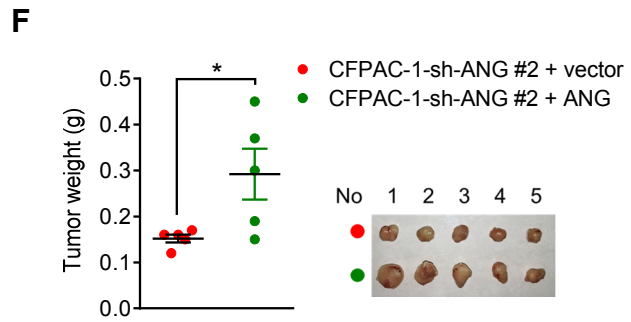 F
*
CFPAC-1-sh-ANG #2 + vector
CFPAC-1-sh-ANG #2 + ANG
Tumor weight (g)
0.5
0.4
0.3
0.2
0.1
0.0
No 1 2 3 4 5